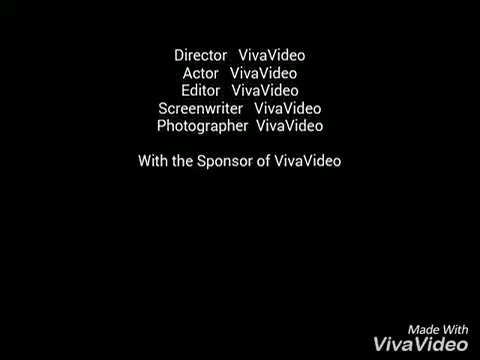 Director VivaVideo
Actor VivaVideo
Editor VivaVideo
Screenwriter VivaVideo
Photographer VivaVideo
With the Sponsor of VivaVideo
Made With
VivaVideo